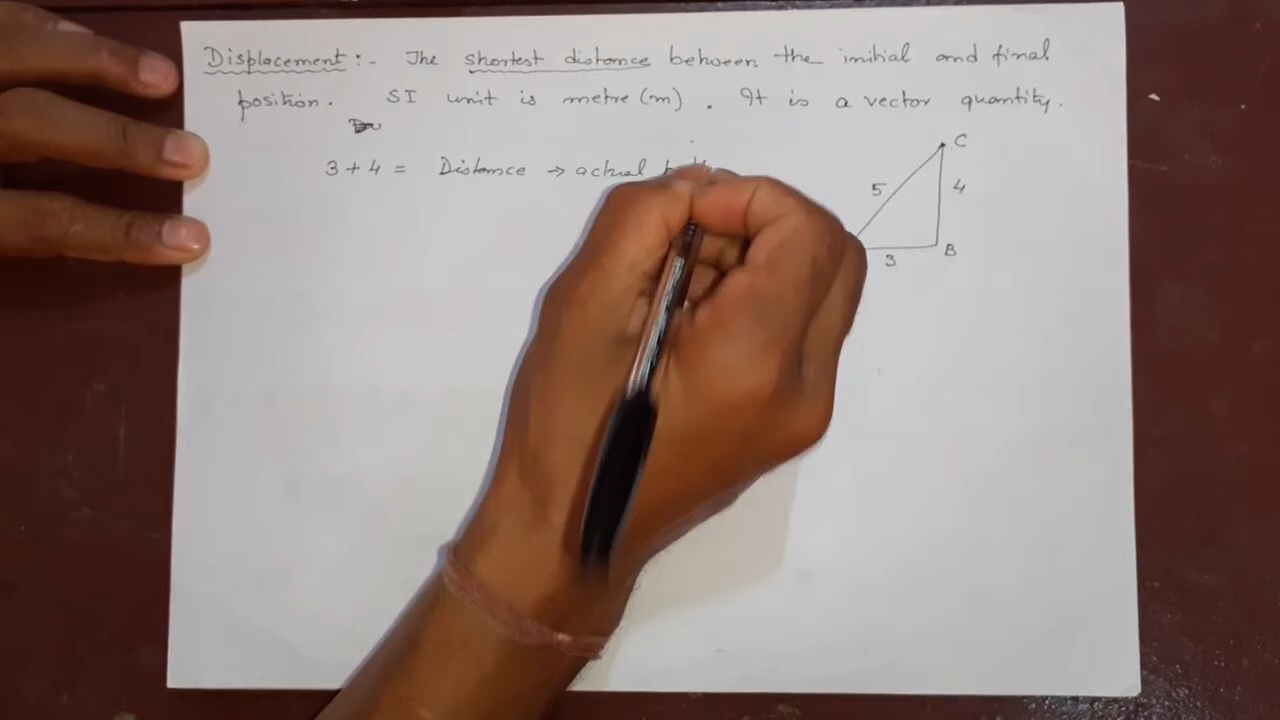 Displacement :- The shortest distance between the initial and final
position. SI unit is metre (m). It is a vector quantity.
3 + 4 = Distance → actual
C
5
4
B
3